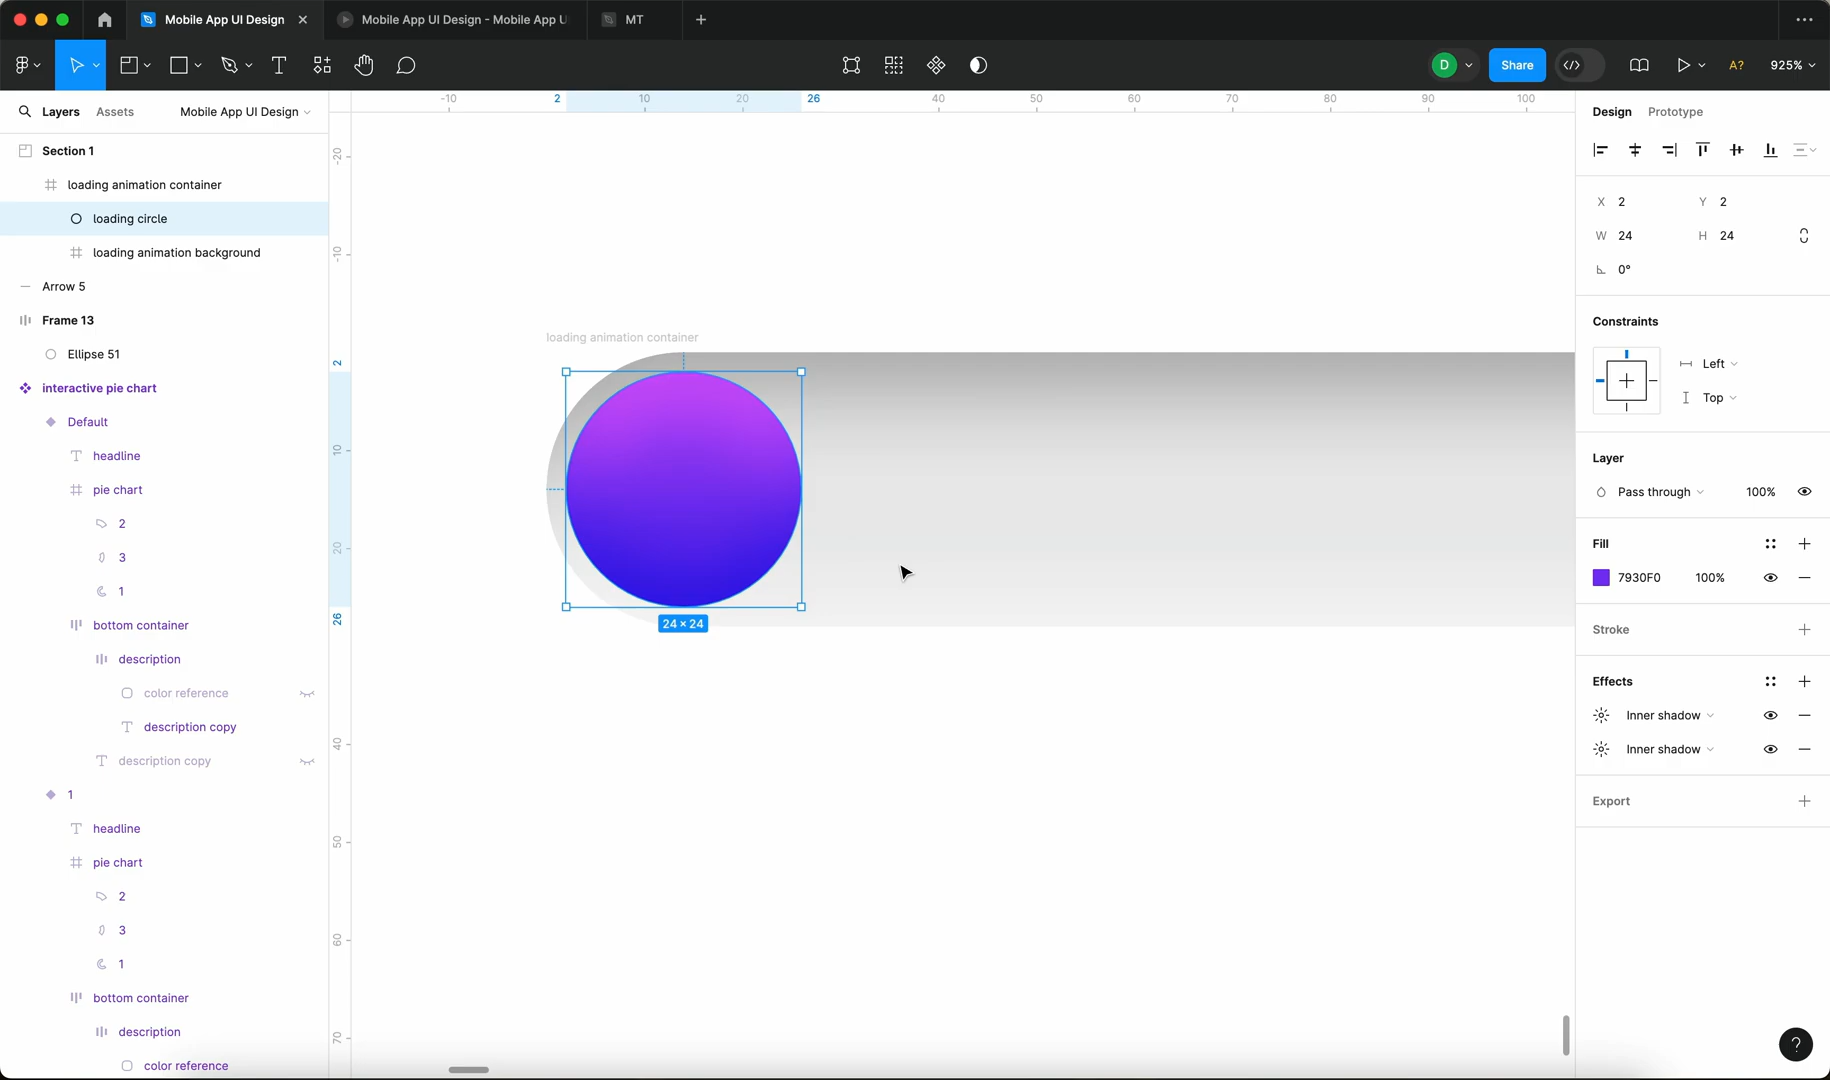 Mobile App UI Design
Mobile App UI Design - Mobile App U
MT
D
Share
A?
925%
Layers
Assets
Mobile App UI Design
Section 1
loading animation container
loading circle
loading animation background
Arrow 5
Frame 13
Ellipse 51
interactive pie chart
Default
headline
pie chart
2
3
1
bottom container
description
color reference
description copy
description copy
1
headline
pie chart
2
3
1
bottom container
description
color reference
-10
2
10
20
26
40
50
60
70
80
90
100
-20
-10
2
10
20
26
40
50
60
70
loading animation container
24 × 24
Design
Prototype
X 2
Y 2
W 24
H 24
0°
Constraints
Left
Top
Layer
Pass through
100%
Fill
7930F0
100%
Stroke
Effects
Inner shadow
Inner shadow
Export
?